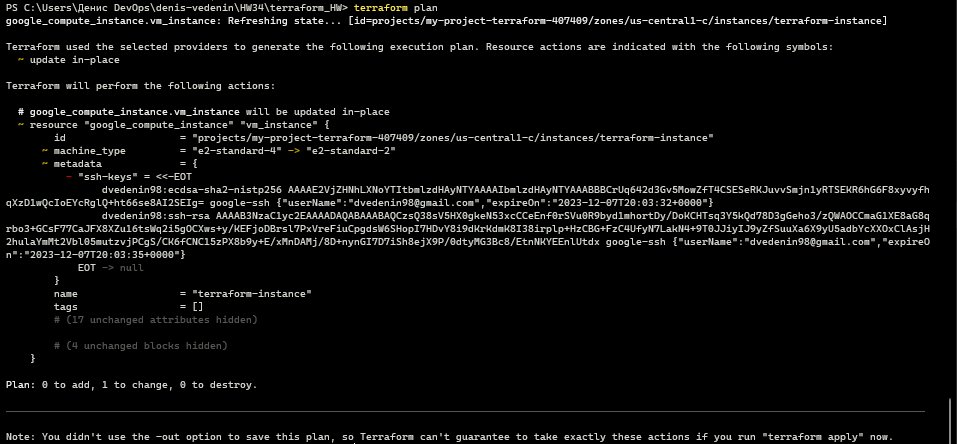 PS C:\Users\Денис DevOps\denis-vedenin\HW34\terraform_HW> terraform plan
google_compute_instance.vm_instance: Refreshing state... [id=projects/my-project-terraform-407409/zones/us-central1-c/instances/terraform-instance]
Terraform used the selected providers to generate the following execution plan. Resource actions are indicated with the following symbols:
~ update in-place
Terraform will perform the following actions:
# google_compute_instance.vm_instance will be updated in-place
~ resource "google_compute_instance" "vm_instance" {
id = "projects/my-project-terraform-407409/zones/us-central1-c/instances/terraform-instance"
~ machine_type = "e2-standard-4" -> "e2-standard-2"
~ metadata = {
- "ssh-keys" = <<-EOT
dvedenin98:ecdsa-sha2-nistp256 AAAAE2VjZHNhLXNoYTItbmlzdHAyNTYAAAAIbmlzdHAyNTYAAABBBCrUq642d3Gv5MowZfT4CSESeRKJuvvSmjn1yRTSEKR6hG6F8xyvyfh
qXzD1wQcIoEYcRglQ+ht66se8AI2SEIg= google-ssh {"userName":"dvedenin98@gmail.com","expireOn":"2023-12-07T20:03:32+0000"}
dvedenin98:ssh-rsa AAAAB3NzaC1yc2EAAAADAQABAAABAQCzsQ38sV5HX0gkeN53xcCCeEnf0rSVu0R9byd1mhortDy/DoKCHTsq3Y5kQd78D3gGeho3/zQWAOCCmaG1XE8aG8q
rbo3+GCsF77CaJFX8XZu16tsWq2i5gOCXws+y/KEFjoDBrsl7PxVreFiuCpgdsW6SHopI7HDvY8i9dKrKdmK8I38irplp+HzCBG+FzC4UfyN7LakN4+9T0JJiyIJ9yZfSuuXa6X9yU5adbYcXXOxClAsjH
2hulaYmMt2Vbl05mutzvjPCgS/CK6fCNC15zPX8b9y+E/xMnDAMj/8D+nynGI7D7iSh8ejX9P/0dtyMG3Bc8/EtnNKYEEnlUtdx google-ssh {"userName":"dvedenin98@gmail.com","expireO
n":"2023-12-07T20:03:35+0000"}
EOT -> null
}
name = "terraform-instance"
tags = []
# (17 unchanged attributes hidden)
# (4 unchanged blocks hidden)
}
Plan: 0 to add, 1 to change, 0 to destroy.
Note: You didn't use the -out option to save this plan, so Terraform can't guarantee to take exactly these actions if you run "terraform apply" now.